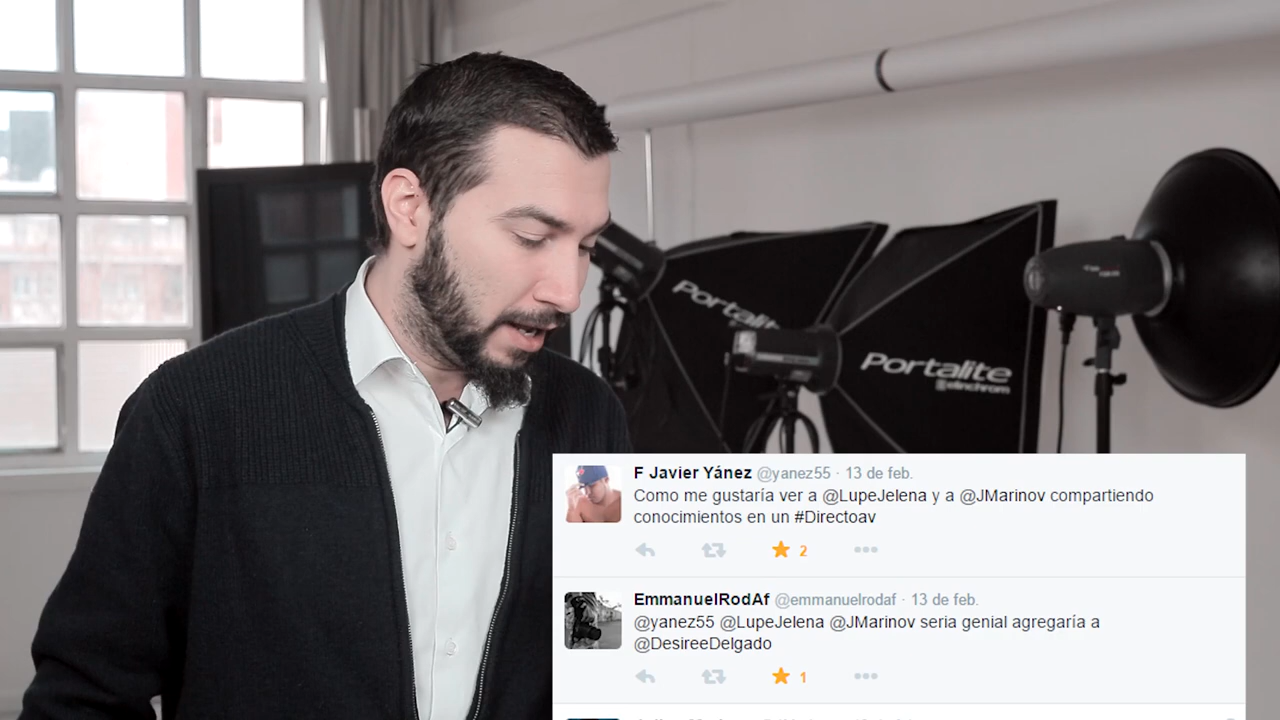 Portalite
Portalite
elinchrom
F Javier Yánez @yanez55 · 13 de feb.
Como me gustaría ver a @LupeJelena y a @JMarinov compartiendo
conocimientos en un #Directoav
2
EmmanuelRodAf @emmanuelrodaf · 13 de feb.
@yanez55 @LupeJelena @JMarinov seria genial agregaría a
@DesireeDelgado
1